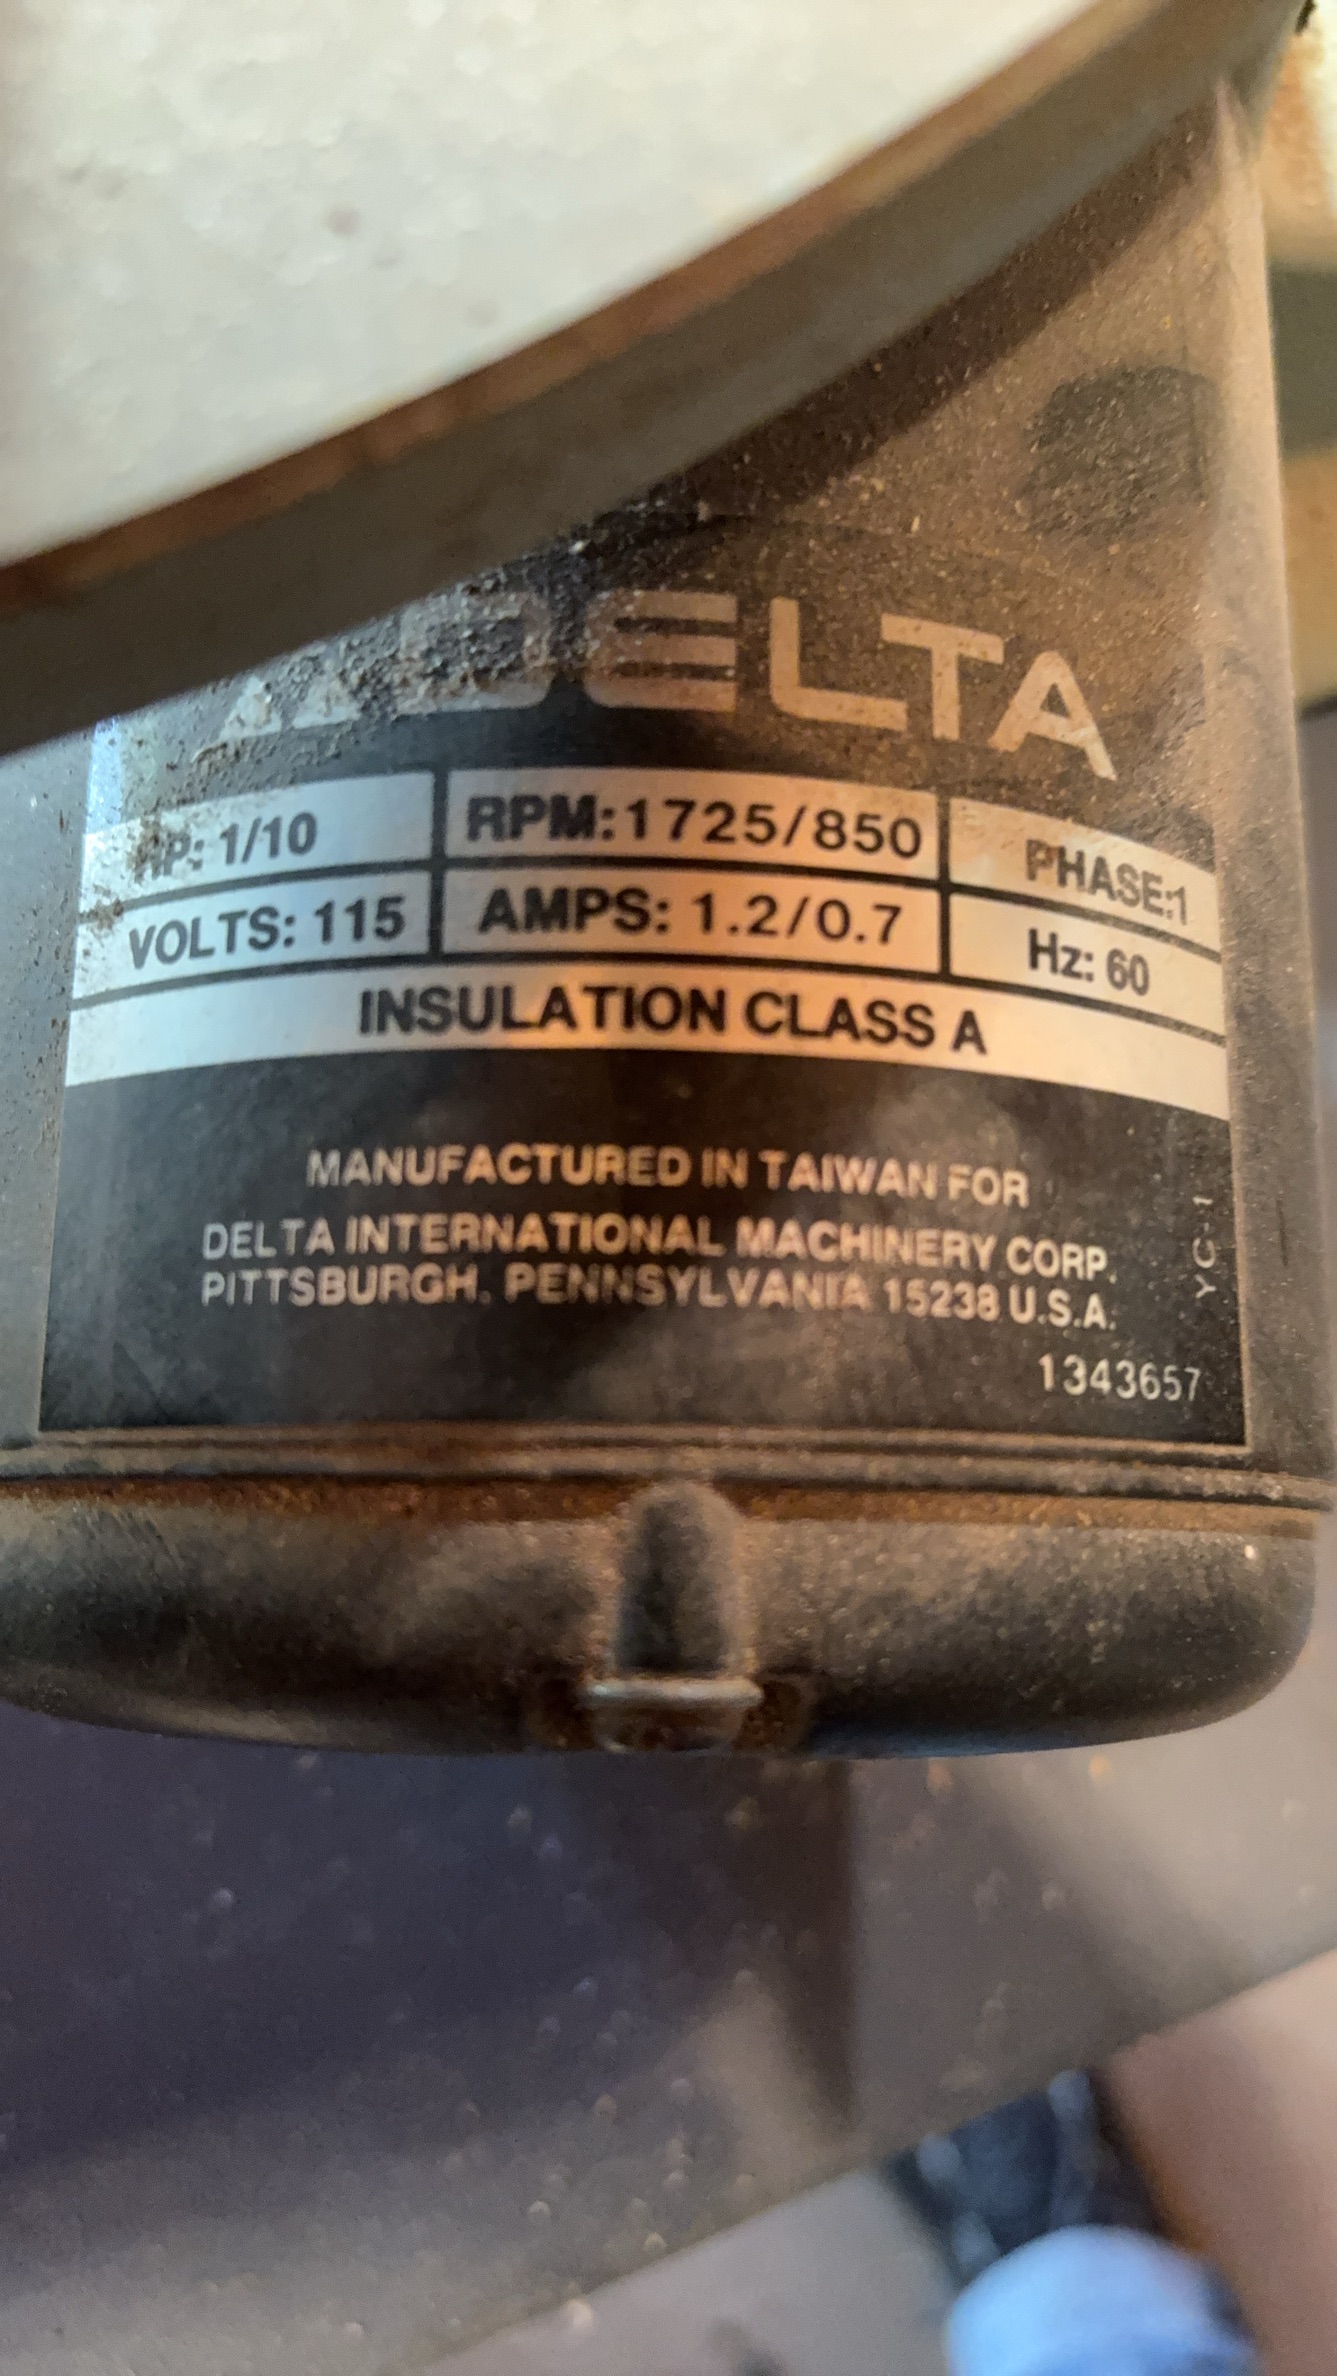 DELTA
HP: 1/10 RPM:1725/850 PHASE:1
VOLTS: 115 AMPS: 1.2/0.7 Hz: 60
INSULATION CLASS A
MANUFACTURED IN TAIWAN FOR
DELTA INTERNATIONAL MACHINERY CORP.
PITTSBURGH, PENNSYLVANIA 15238 U.S.A.
YC-1
1343657